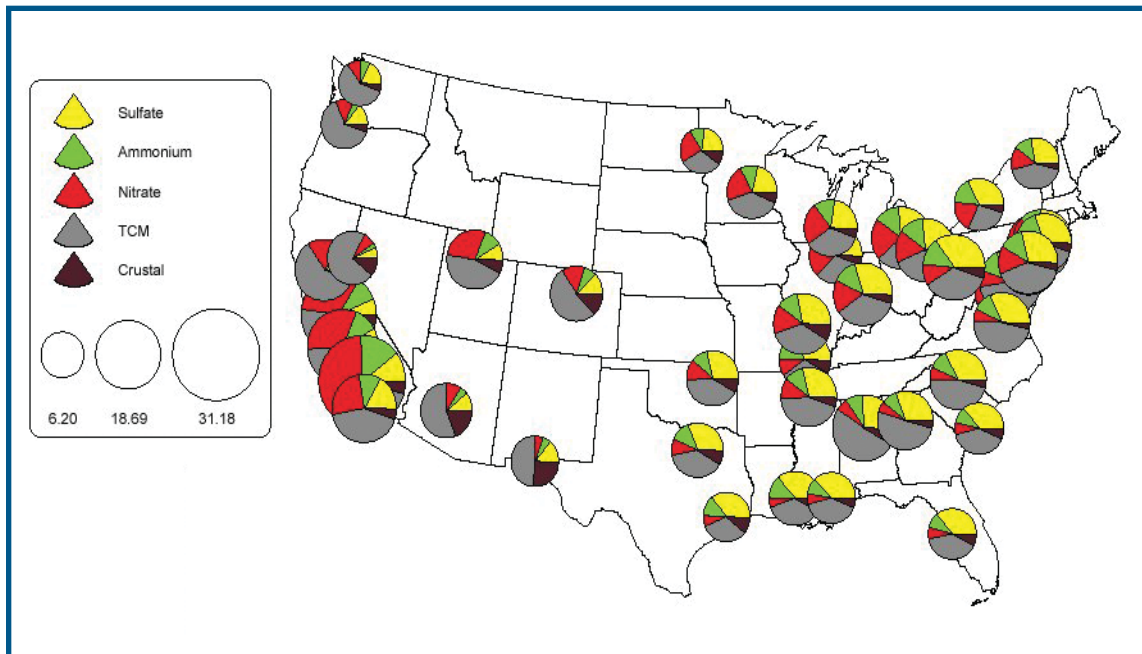 Sulfate
Ammonium
Nitrate
TCM
Crustal
6.20 18.69 31.18